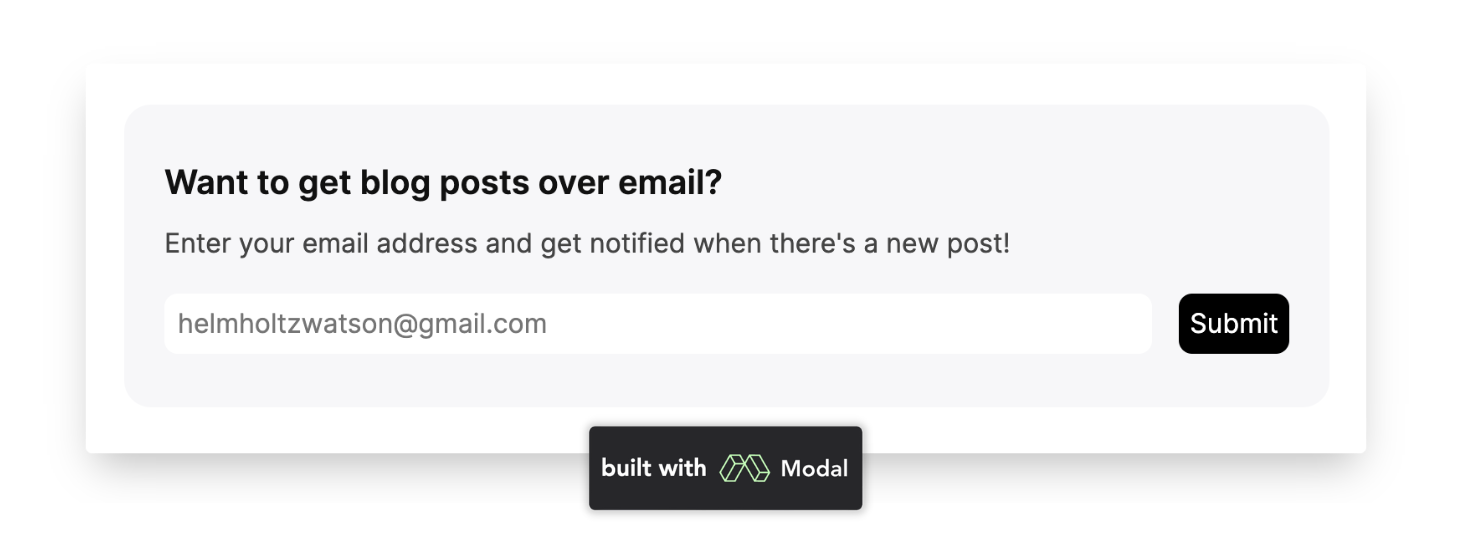 Want to get blog posts over email?
Enter your email address and get notified when there's a new post!
helmholtzwatson@gmail.com
Submit
built with Modal